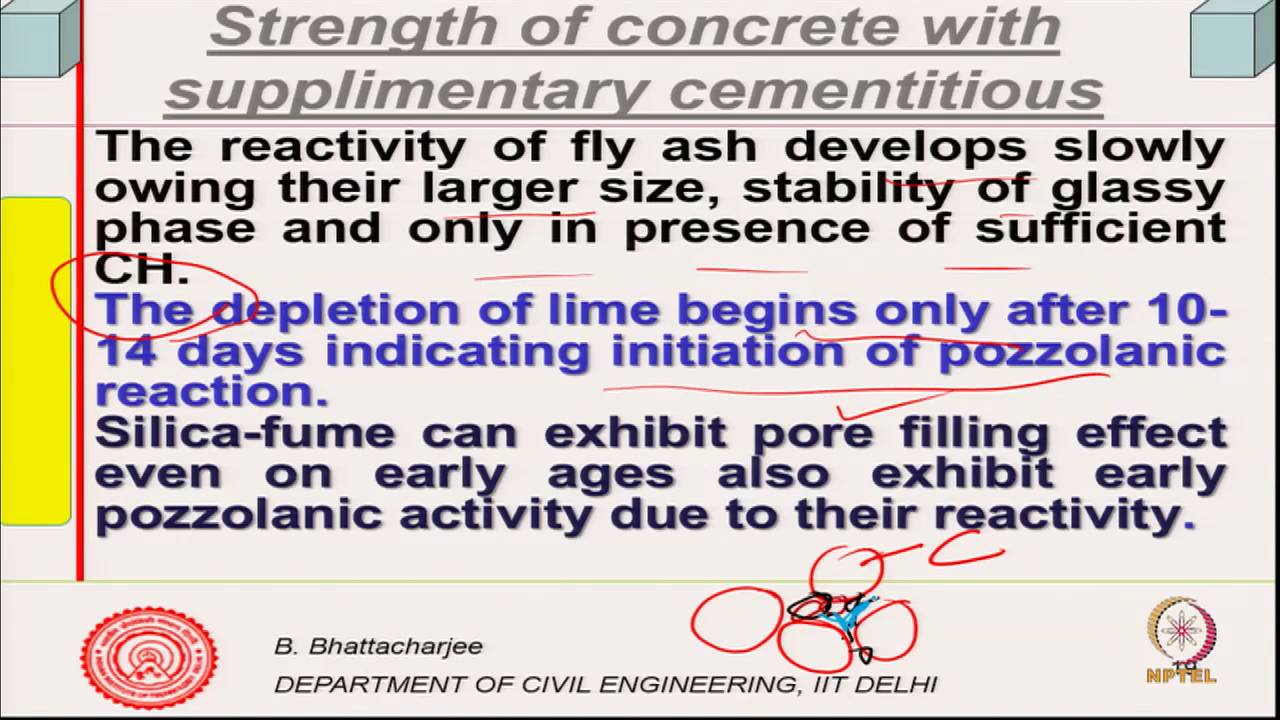 Strength of concrete with
supplimentary cementitious
The reactivity of fly ash develops slowly
owing their larger size, stability of glassy
phase and only in presence of sufficient
CH.
The depletion of lime begins only after 10-
14 days indicating initiation of pozzolanic
reaction.
Silica-fume can exhibit pore filling effect
even on early ages also exhibit early
pozzolanic activity due to their reactivity.
C
B. Bhattacharjee
DEPARTMENT OF CIVIL ENGINEERING, IIT DELHI
NPTEL